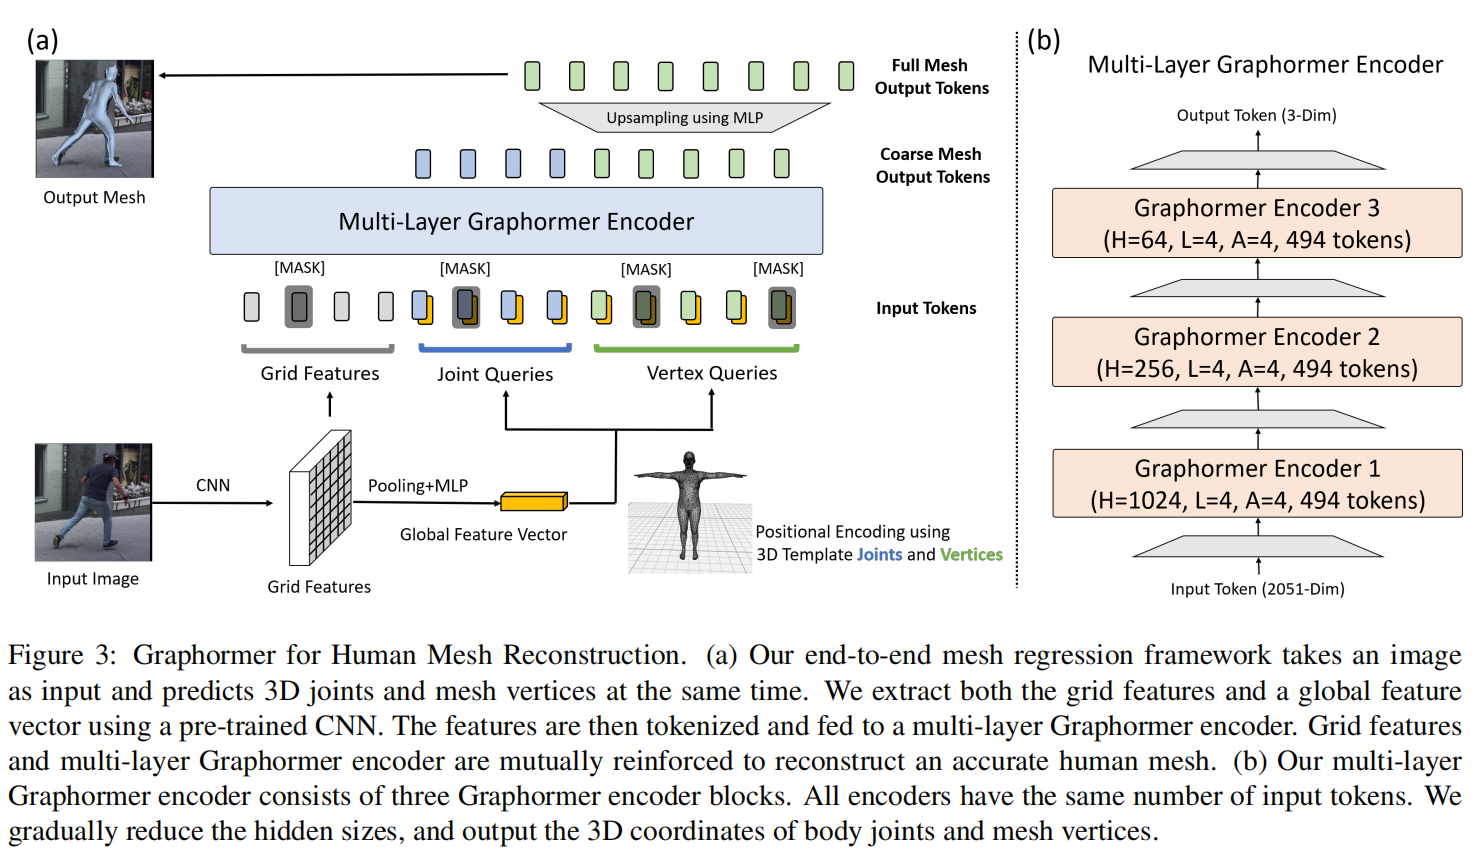 (a)
Full Mesh
Output Tokens
Upsampling using MLP
Coarse Mesh
Output Tokens
Output Mesh
Multi-Layer Graphormer Encoder
[MASK]
[MASK]
[MASK]
[MASK]
Input Tokens
Grid Features
Joint Queries
Vertex Queries
CNN
Pooling+MLP
Global Feature Vector
Positional Encoding using
3D Template Joints and Vertices
Input Image
Grid Features
(b)
Multi-Layer Graphormer Encoder
Output Token (3-Dim)
Graphormer Encoder 3
(H=64, L=4, A=4, 494 tokens)
Graphormer Encoder 2
(H=256, L=4, A=4, 494 tokens)
Graphormer Encoder 1
(H=1024, L=4, A=4, 494 tokens)
Input Token (2051-Dim)
Figure 3: Graphormer for Human Mesh Reconstruction. (a) Our end-to-end mesh regression framework takes an image
as input and predicts 3D joints and mesh vertices at the same time. We extract both the grid features and a global feature
vector using a pre-trained CNN. The features are then tokenized and fed to a multi-layer Graphormer encoder. Grid features
and multi-layer Graphormer encoder are mutually reinforced to reconstruct an accurate human mesh. (b) Our multi-layer
Graphormer encoder consists of three Graphormer encoder blocks. All encoders have the same number of input tokens. We
gradually reduce the hidden sizes, and output the 3D coordinates of body joints and mesh vertices.